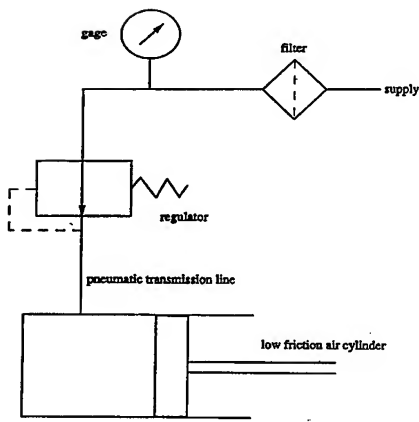 gage
filter
supply
regulator
pneumatic transmission line
low friction air cylinder